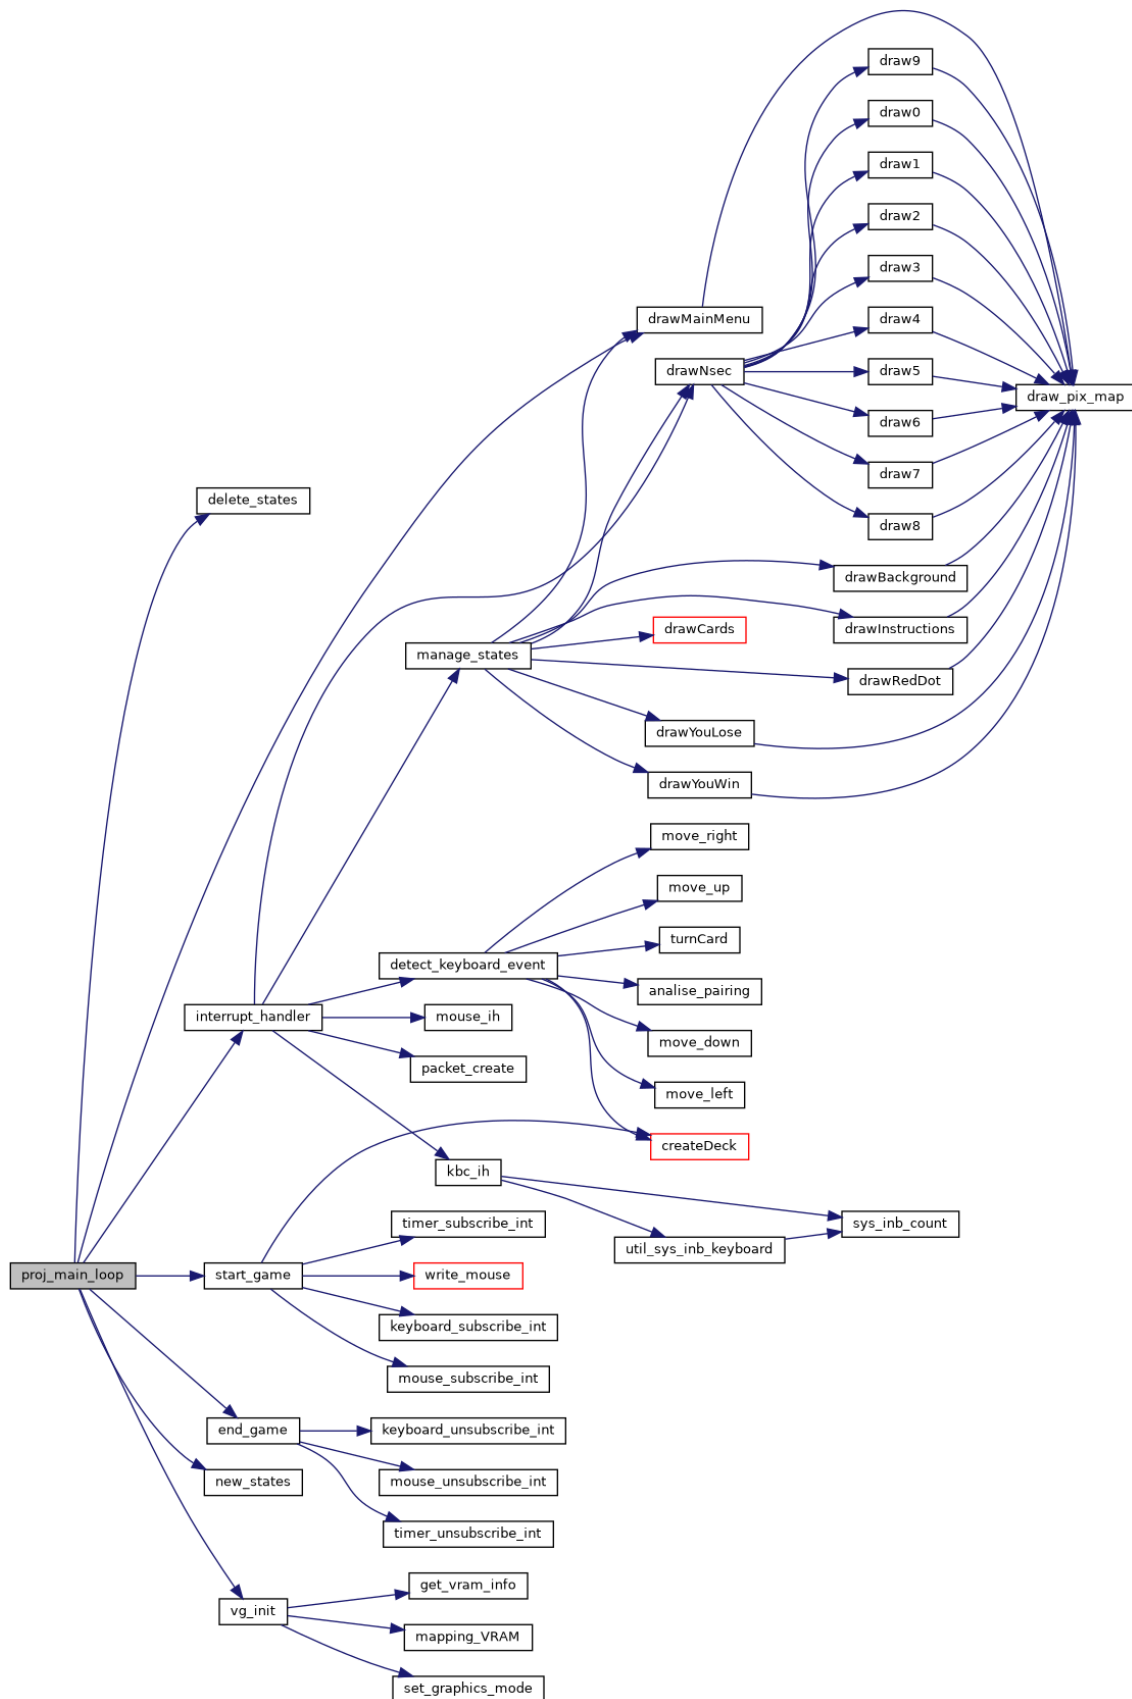 draw9
draw0
draw1
draw2
draw3
drawMainMenu
draw4
drawNsec
draw5
draw_pix_map
draw6
draw7
delete_states
draw8
drawBackground
drawCards
drawInstructions
manage_states
drawRedDot
drawYouLose
drawYouWin
move_right
move_up
turnCard
detect_keyboard_event
analise_pairing
interrupt_handler
mouse_ih
move_down
packet_create
move_left
createDeck
kbc_ih
timer_subscribe_int
sys_inb_count
util_sys_inb_keyboard
proj_main_loop
start_game
write_mouse
keyboard_subscribe_int
mouse_subscribe_int
end_game
keyboard_unsubscribe_int
new_states
mouse_unsubscribe_int
timer_unsubscribe_int
get_vram_info
vg_init
mapping_VRAM
set_graphics_mode